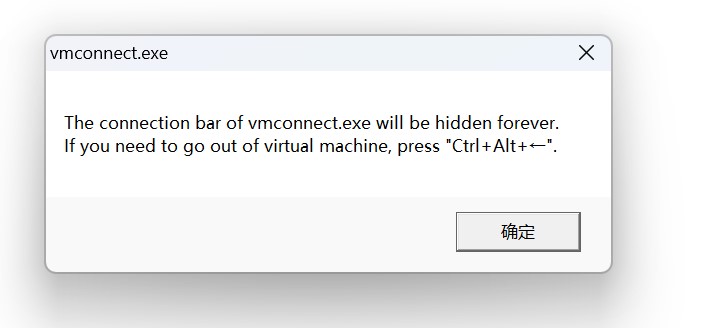 vmconnect.exe
The connection bar of vmconnect.exe will be hidden forever.
If you need to go out of virtual machine, press "Ctrl+Alt+←".
确定